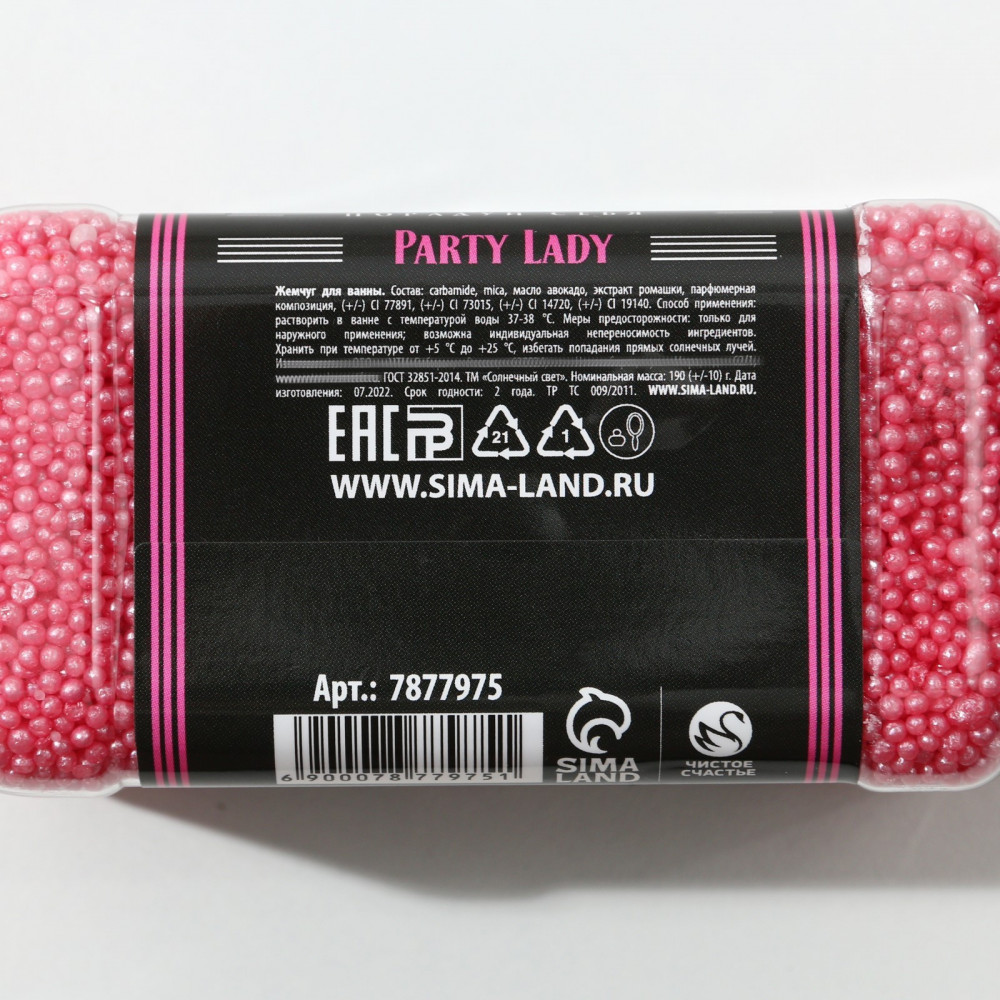 PARTY LADY
Жемчуг для ванны. Состав: carbamide, mica, масло авокадо, экстракт ромашки, парфюмерная
композиция, (+/-) CI 77891, (+/-) CI 73015, (+/-) CI 14720, (+/-) CI 19140. Способ применения:
растворить в ванне с температурой воды 37-38 °C. Меры предосторожности: только для
наружного применения; возможна индивидуальная непереносимость ингредиентов.
Хранить при температуре от +5 °C до +25 °C, избегать попадания прямых солнечных лучей.
ГОСТ 32851-2014. ТМ «Солнечный свет». Номинальная масса: 190 (+/-10) г. Дата
изготовления: 07.2022. Срок годности: 2 года. ТР ТС 009/2011. WWW.SIMA-LAND.RU.
EAC 21 1
WWW.SIMA-LAND.RU
Арт.: 7877975
6 900078 779751
SIMA
LAND
ЧИСТОЕ
СЧАСТЬЕ